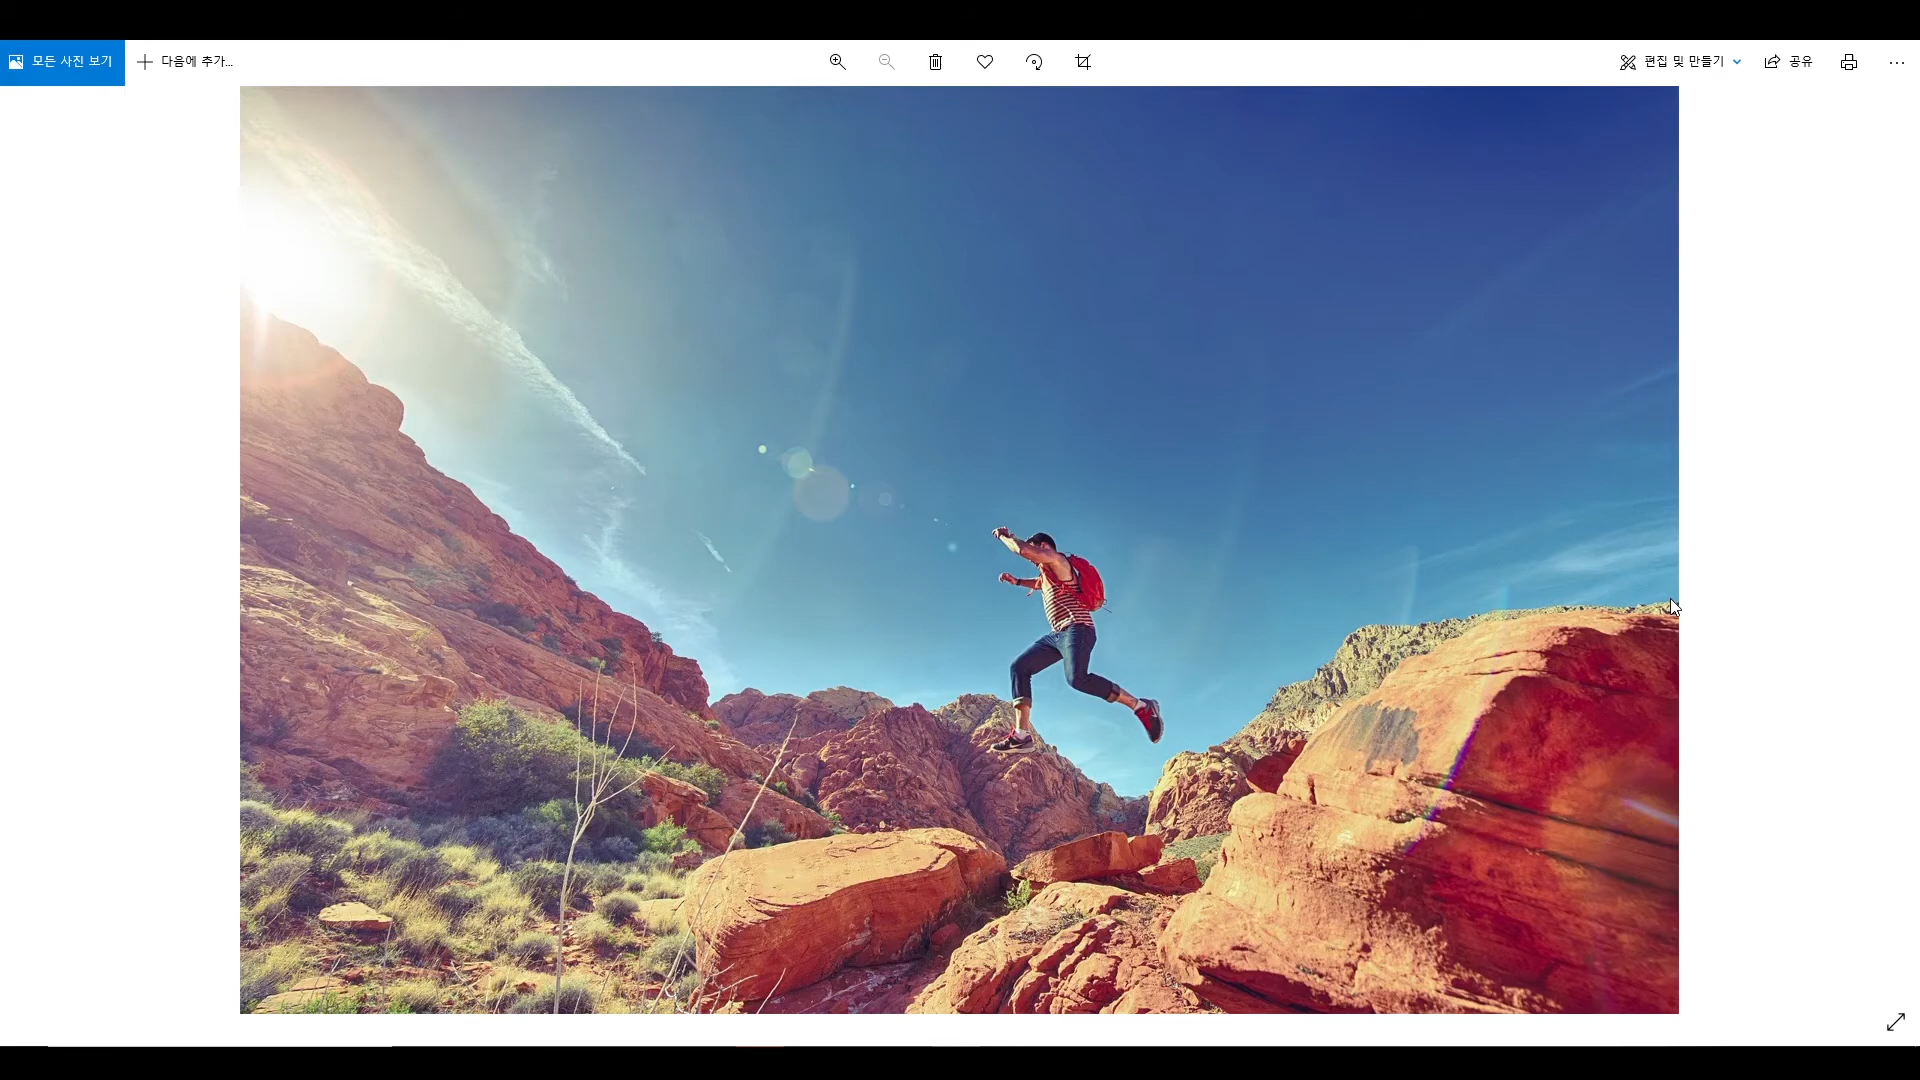 모든 사진 보기
다음에 추가...
편집 및 만들기
공유